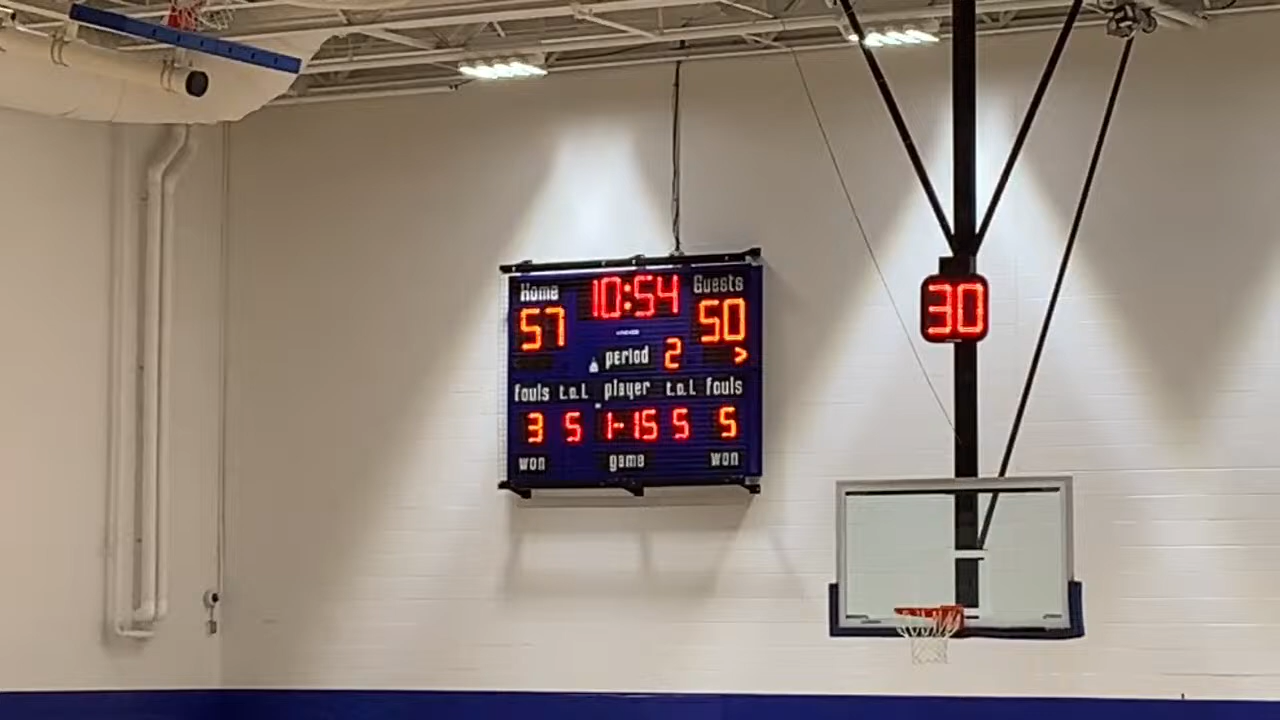 Home 10:54 Guests
57 50
period 2 >
fouls t.o.l player t.o.l fouls
3 5 1-15 5 5
won game won
30